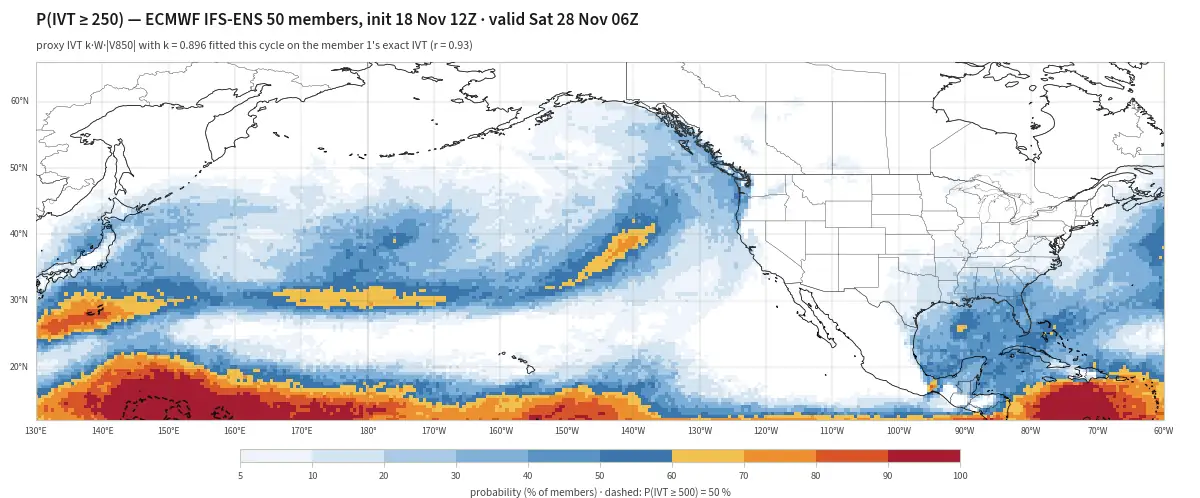 P(IVT ≥ 250) — ECMWF IFS-ENS 50 members, init 18 Nov 12Z · valid Sat 28 Nov 06Z
proxy IVT k·W·|V850| with k = 0.896 fitted this cycle on the member 1's exact IVT (r = 0.93)
60°N
50°N
40°N
30°N
20°N
130°E 140°E 150°E 160°E 170°E 180° 170°W 160°W 150°W 140°W 130°W 120°W 110°W 100°W 90°W 80°W 70°W 60°W
5 10 20 30 40 50 60 70 80 90 100
probability (% of members) · dashed: P(IVT ≥ 500) = 50 %